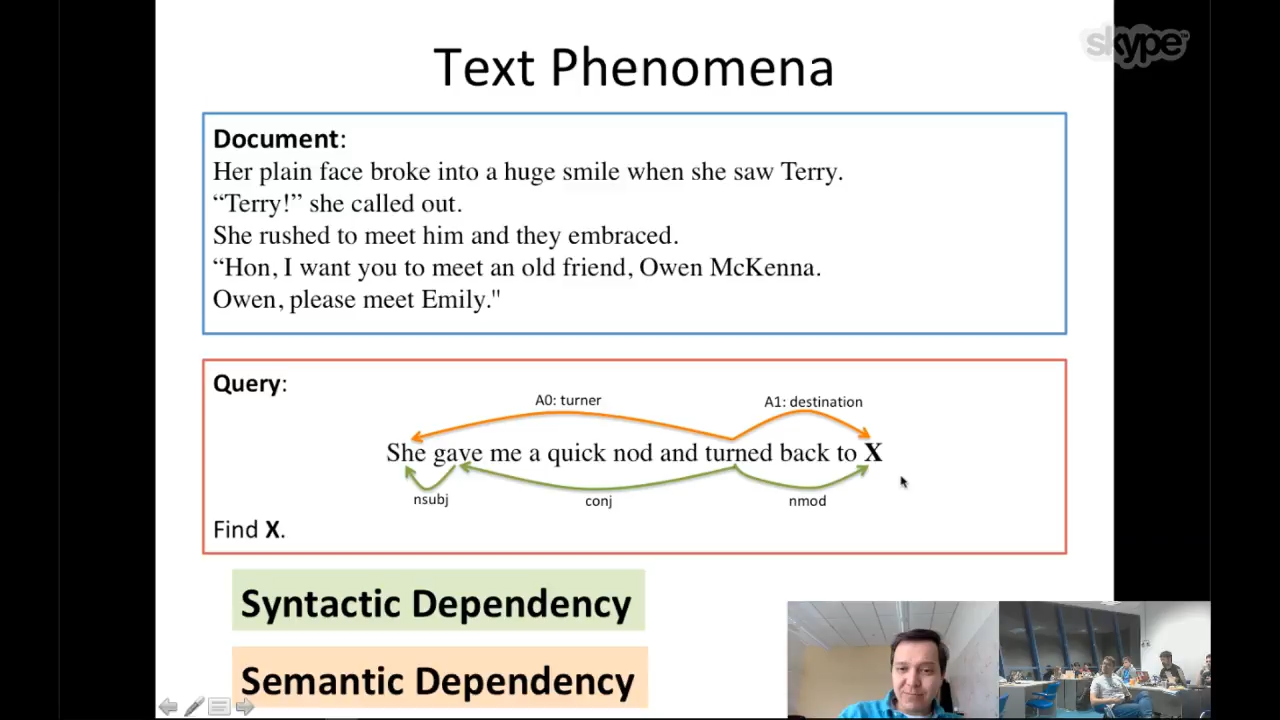 skype
Text Phenomena
Document:
Her plain face broke into a huge smile when she saw Terry.
“Terry!” she called out.
She rushed to meet him and they embraced.
“Hon, I want you to meet an old friend, Owen McKenna.
Owen, please meet Emily."
Query:
A0: turner
A1: destination
She gave me a quick nod and turned back to X
nsubj
conj
nmod
Find X.
Syntactic Dependency
Semantic Dependency